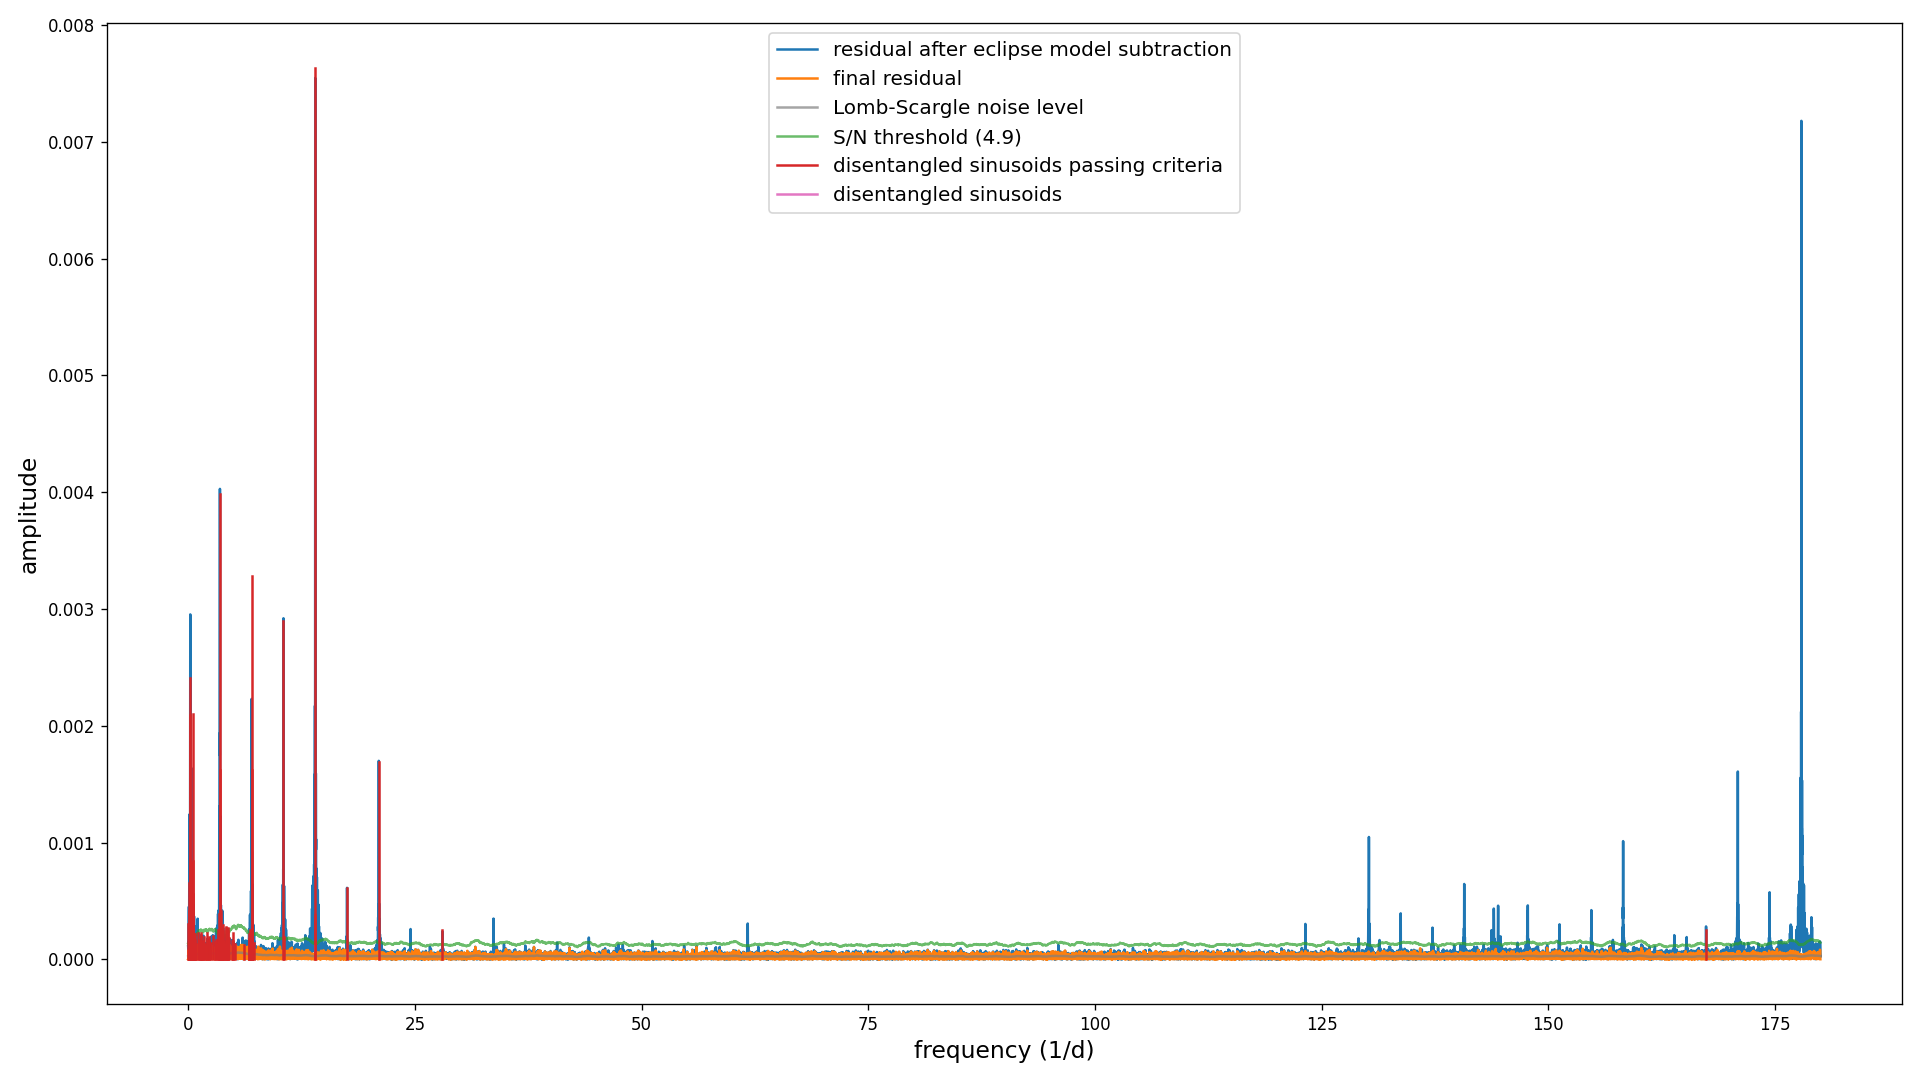 0.008
0.007
0.006
0.005
0.004
0.003
0.002
0.001
0.000
amplitude
residual after eclipse model subtraction
final residual
Lomb-Scargle noise level
S/N threshold (4.9)
disentangled sinusoids passing criteria
disentangled sinusoids
0 25 50 75 100 125 150 175
frequency (1/d)